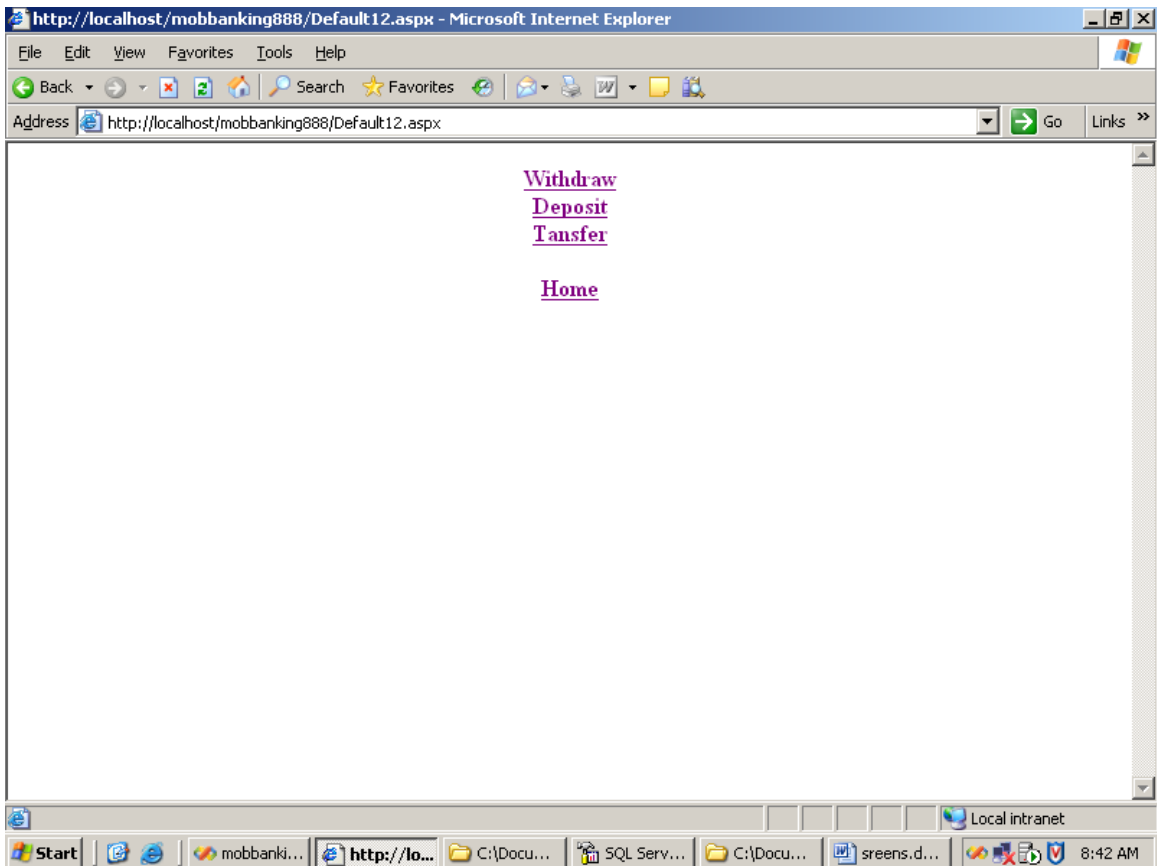 http://localhost/mobbanking888/Default12.aspx - Microsoft Internet Explorer
File Edit View Favorites Tools Help
Back Search Favorites
Address http://localhost/mobbanking888/Default12.aspx Go Links »
Withdraw
Deposit
Tansfer
Home
Local intranet
Start mobbanki... http://lo... C:\Docu... SQL Serv... C:\Docu... sreens.d... 8:42 AM